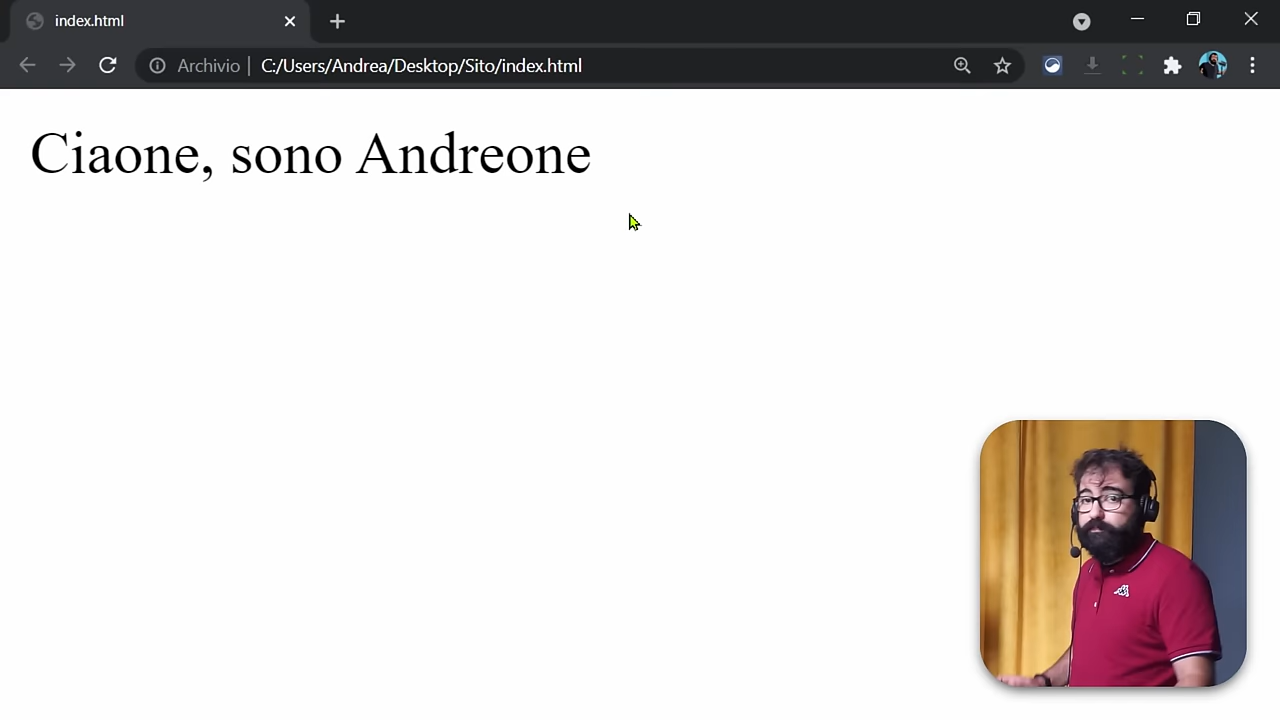 index.html
Archivio | C:/Users/Andrea/Desktop/Sito/index.html
Ciaone, sono Andreone